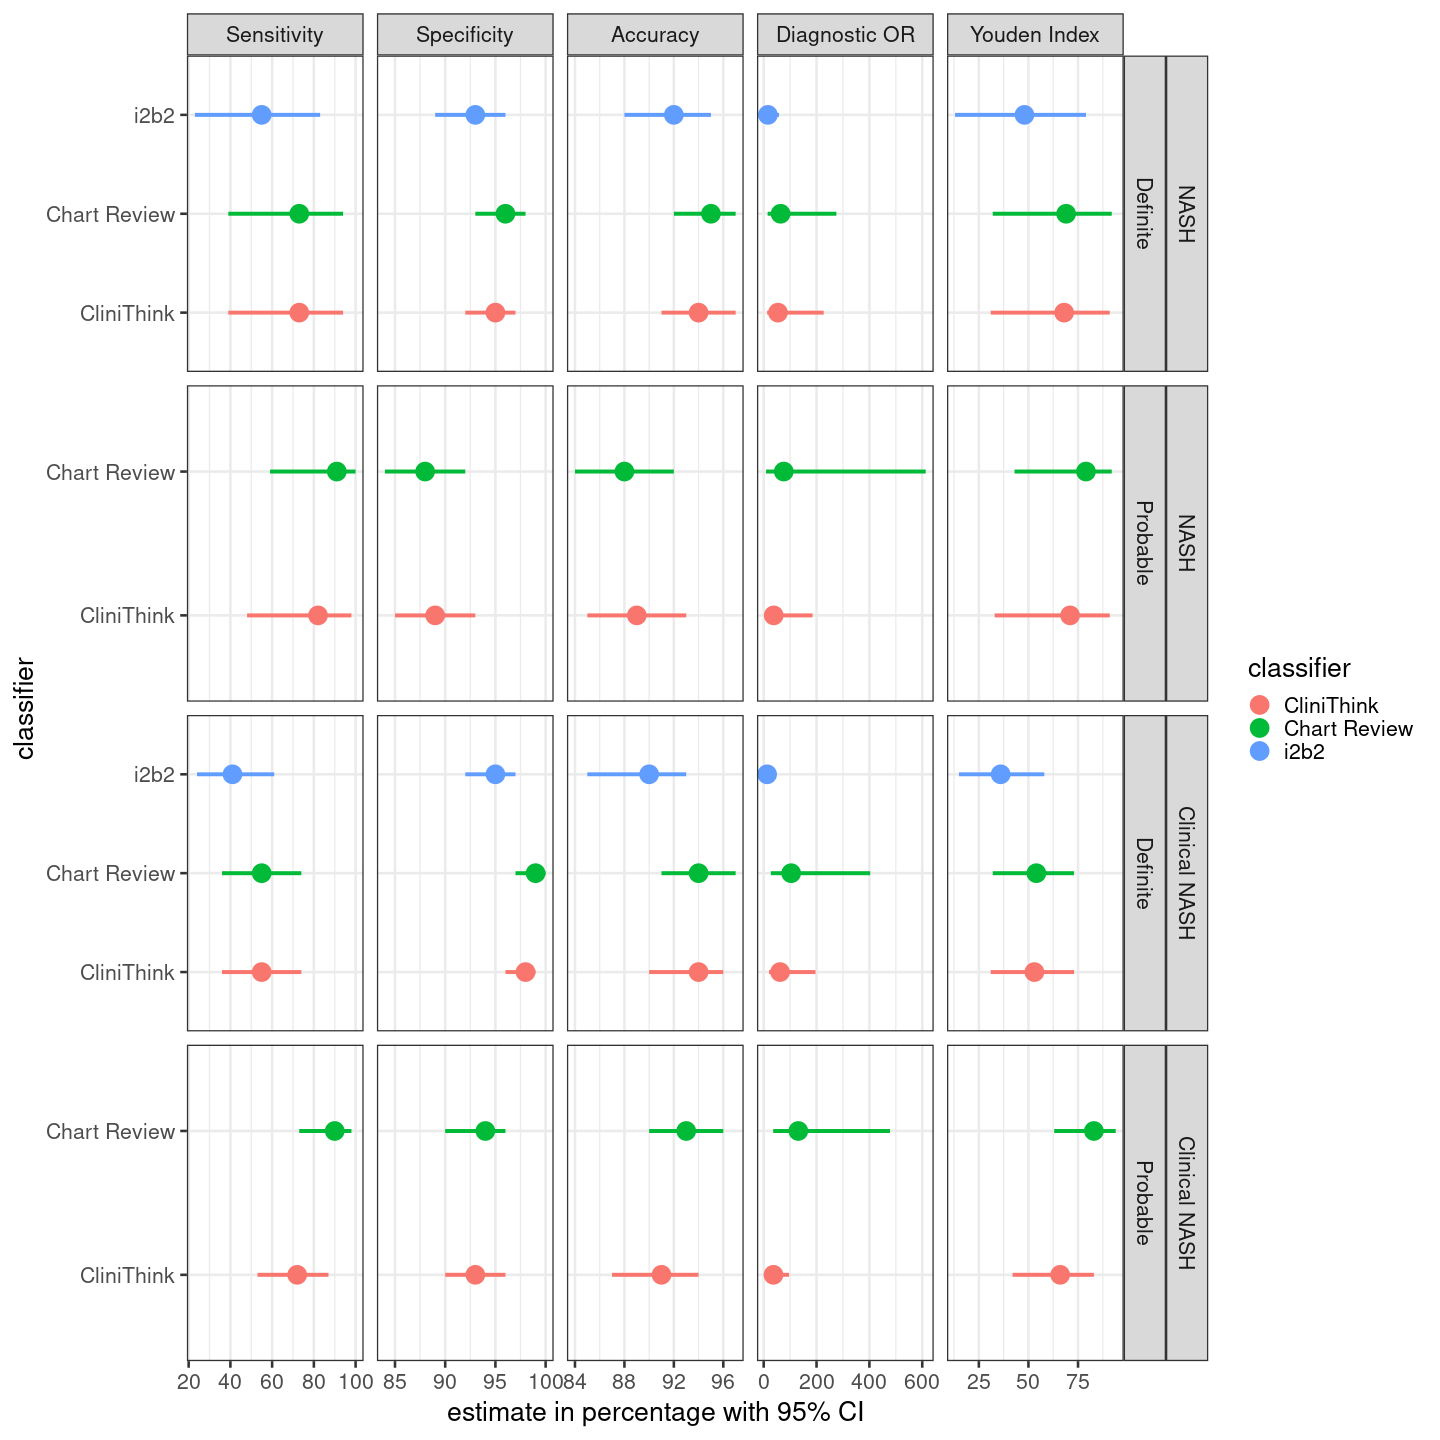 Sensitivity
Specificity
Accuracy
Diagnostic OR
Youden Index
i2b2
Chart Review
CliniThink
Definite
NASH
Chart Review
CliniThink
Probable
NASH
i2b2
Chart Review
CliniThink
Definite
Clinical NASH
Chart Review
CliniThink
Probable
Clinical NASH
classifier
20 40 60 80 100
85 90 95 100
84 88 92 96
0 200 400 600
25 50 75
estimate in percentage with 95% CI
classifier
CliniThink
Chart Review
i2b2